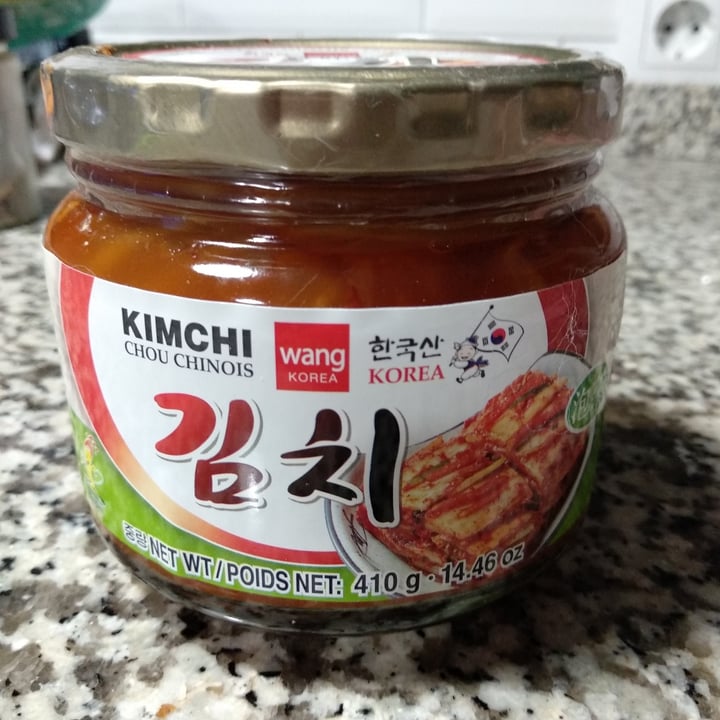 KIMCHI
CHOU CHINOIS
wang
KOREA
한국산
KOREA
김치
중량 NET WT/POIDS NET: 410 g · 14.46 oz